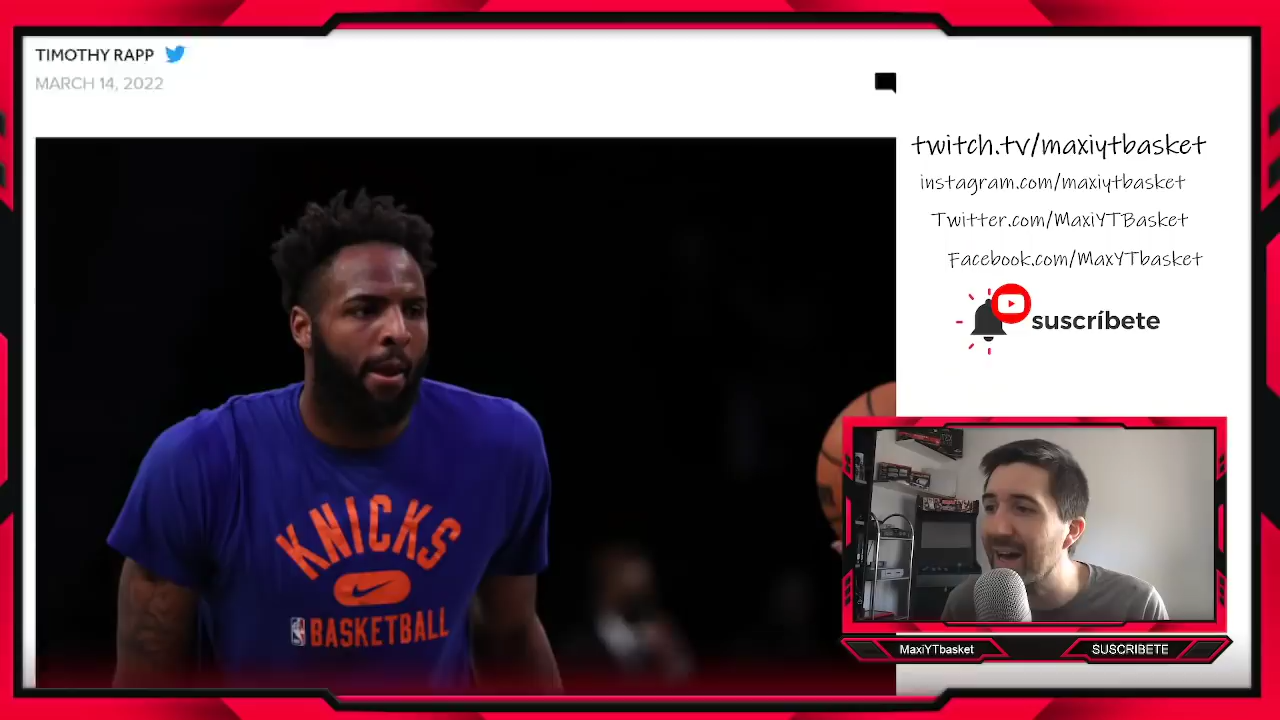 TIMOTHY RAPP
MARCH 14, 2022
twitch.tv/maxiytbasket
instagram.com/maxiytbasket
Twitter.com/MaxiYTBasket
Facebook.com/MaxYTbasket
suscríbete
KNICKS
BASKETBALL
MaxiYTbasket
SUSCRIBETE